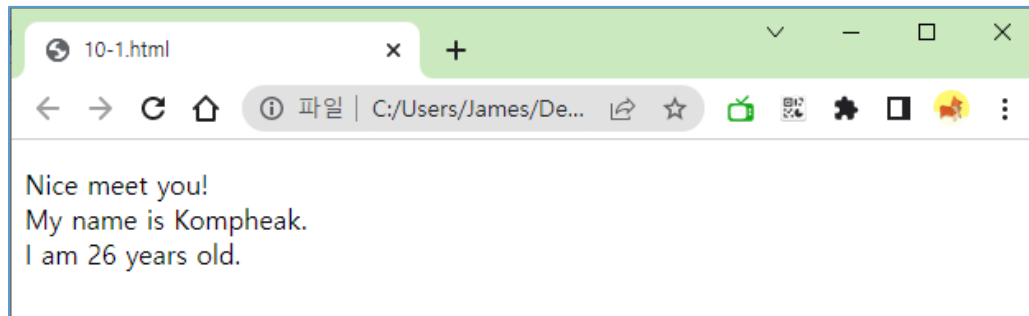 10-1.html
파일 | C:/Users/James/De...
Nice meet you!
My name is Kompheak.
I am 26 years old.